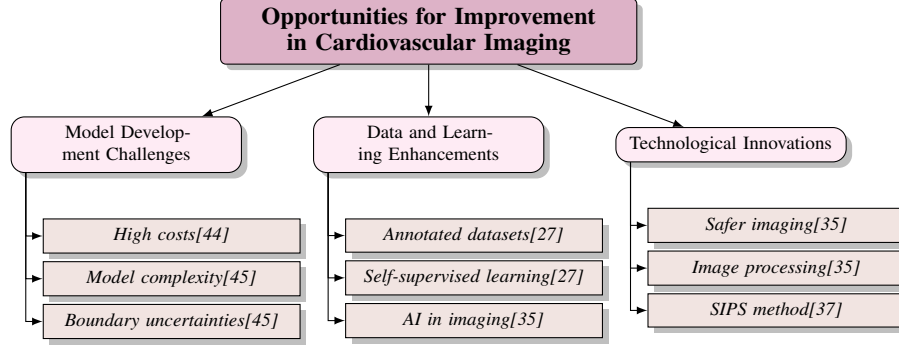 Opportunities for Improvement
in Cardiovascular Imaging
Model Develop-
ment Challenges
High costs[44]
Model complexity[45]
Boundary uncertainties[45]
Data and Learn-
ing Enhancements
Annotated datasets[27]
Self-supervised learning[27]
AI in imaging[35]
Technological Innovations
Safer imaging[35]
Image processing[35]
SIPS method[37]